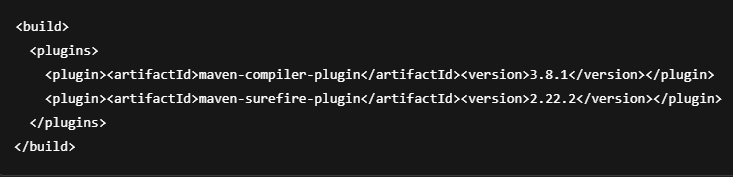 <build>
  <plugins>
    <plugin><artifactId>maven-compiler-plugin</artifactId><version>3.8.1</version></plugin>
    <plugin><artifactId>maven-surefire-plugin</artifactId><version>2.22.2</version></plugin>
  </plugins>
</build>